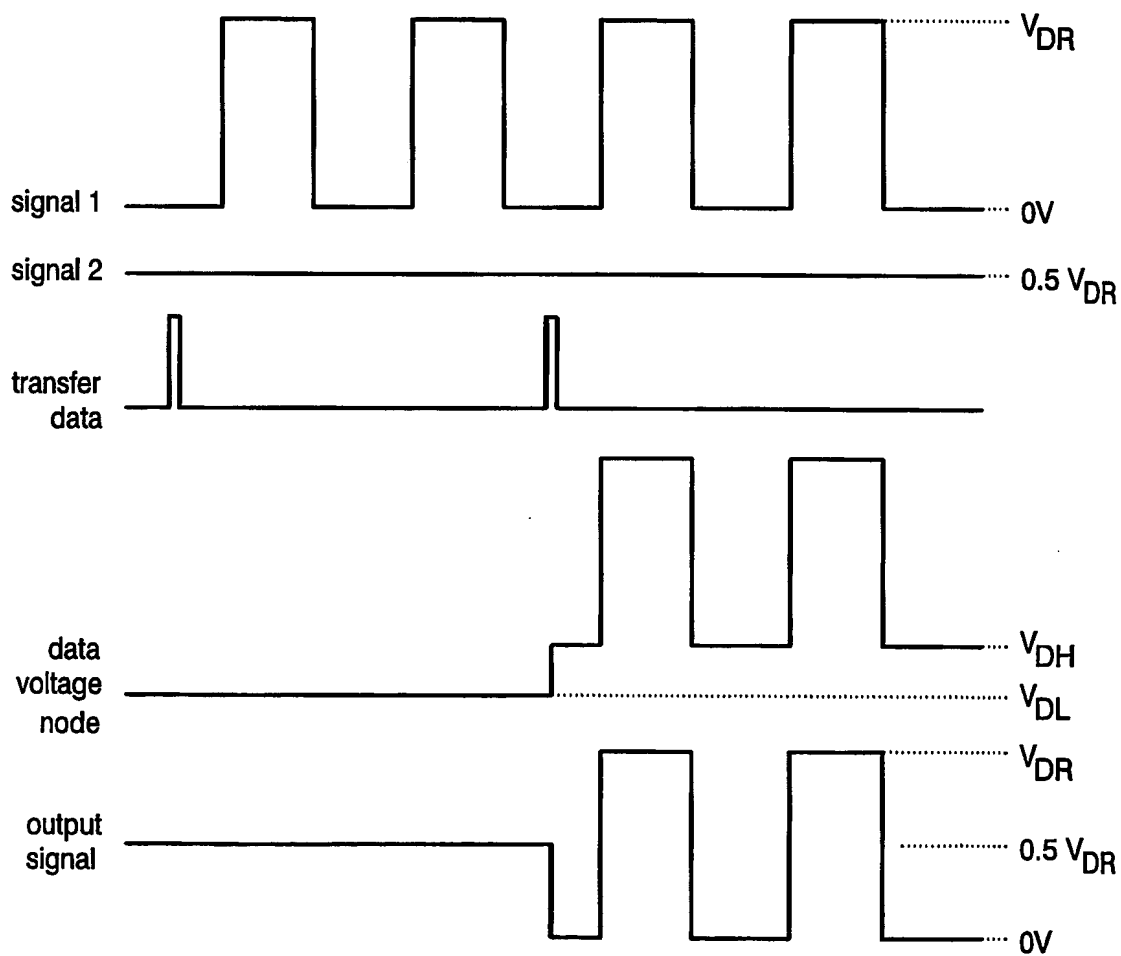 V_DR
signal 1
0V
signal 2
0.5 V_DR
transfer
data
data
voltage
node
V_DH
V_DL
V_DR
output
signal
0.5 V_DR
0V